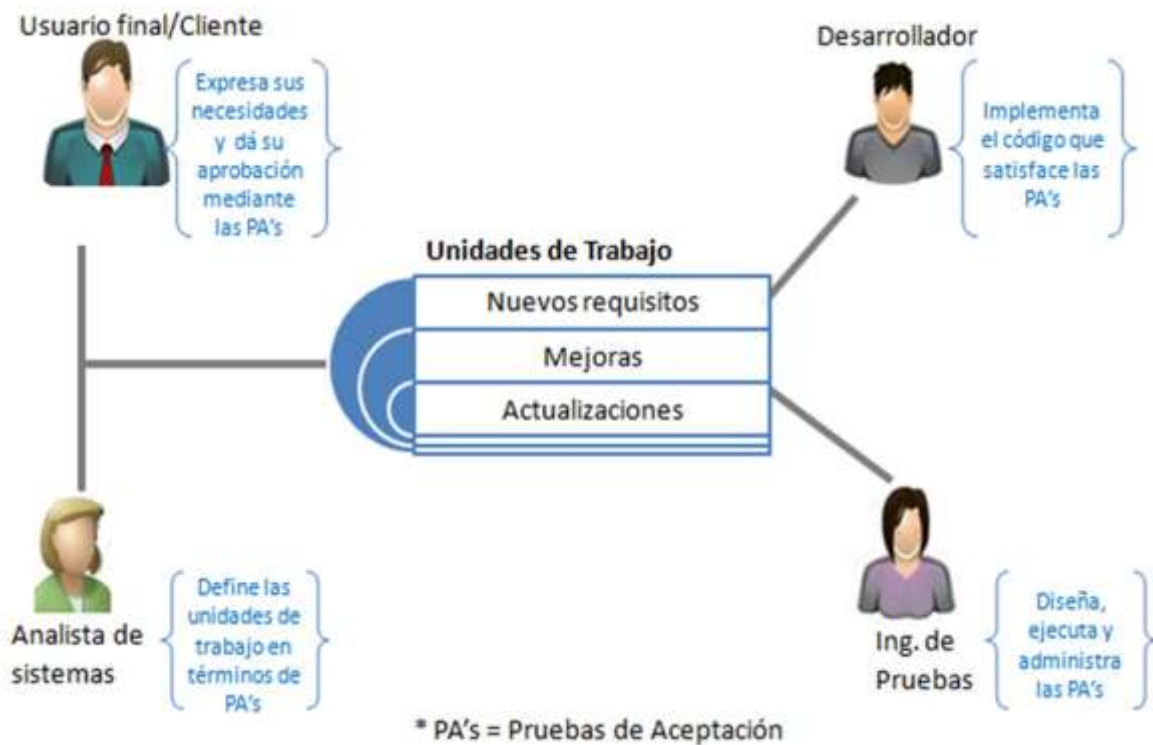 Usuario final/Cliente
Expresa sus
necesidades
y dá su
aprobación
mediante
las PA's
Desarrollador
Implementa
el código que
satisface las
PA's
Unidades de Trabajo
Nuevos requisitos
Mejoras
Actualizaciones
Analista de
sistemas
Define las
unidades de
trabajo en
términos de
PA's
Ing. de
Pruebas
Diseña,
ejecuta y
administra
las PA's
* PA's = Pruebas de Aceptación